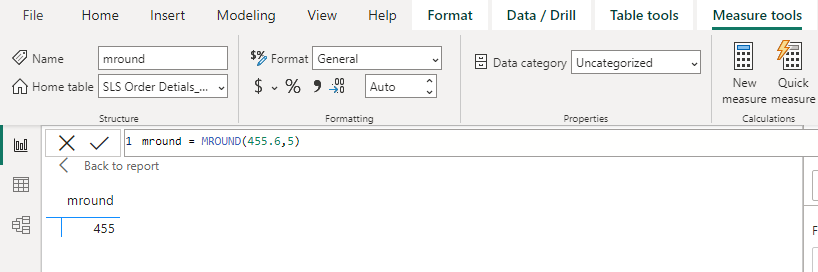 File Home Insert Modeling View Help Format Data / Drill Table tools Measure tools
Name mround
Home table SLS Order Detials_...
Structure
$% Format General
$ % 9 .00 →.0 Auto
Formatting
Data category Uncategorized
Properties
New measure
Quick measure
Calculations
1 mround = MROUND(455.6,5)
Back to report
mround
455
F